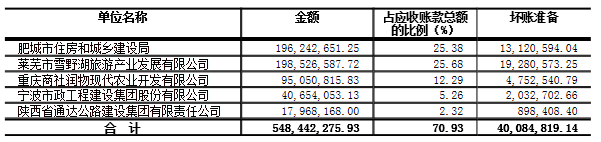 单位名称 金额 占应收账款总额的比例（%） 坏账准备
肥城市住房和城乡建设局 196,242,651.25 25.38 13,120,594.04
莱芜市雪野湖旅游产业发展有限公司 198,526,587.72 25.68 19,280,573.25
重庆商社润物现代农业开发有限公司 95,050,815.83 12.29 4,752,540.79
宁波市政工程建设集团股份有限公司 40,654,053.13 5.26 2,032,702.66
陕西省通达公路建设集团有限责任公司 17,968,168.00 2.32 898,408.40
合 计 548,442,275.93 70.93 40,084,819.14